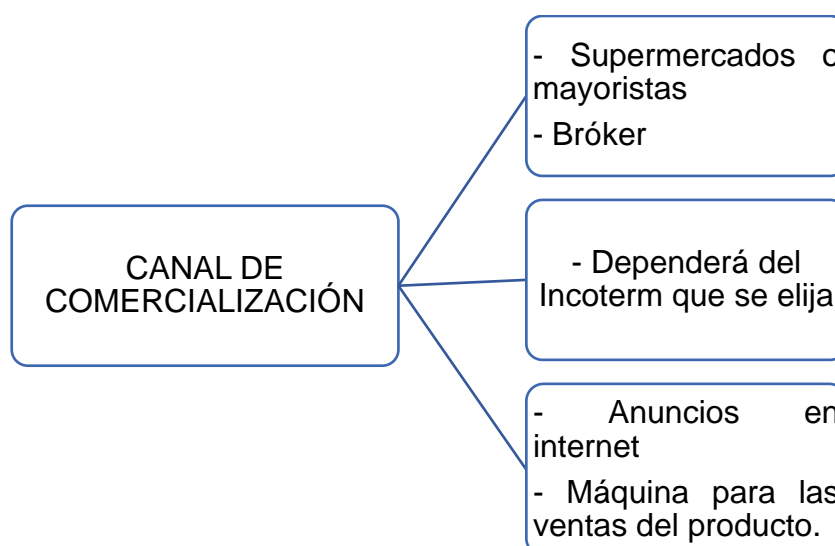 - Supermercados o
mayoristas
- Bróker
CANAL DE
COMERCIALIZACIÓN
- Dependerá del
Incoterm que se elija
- Anuncios en
internet
- Máquina para las
ventas del producto.